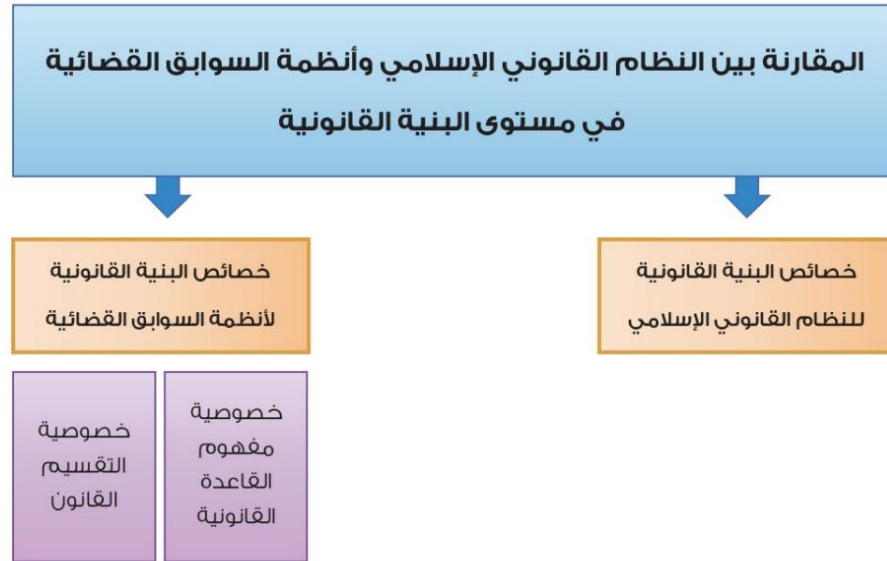 المقارنة بين النظام القانوني الإسلامي وأنظمة السوابق القضائية
في مستوى البنية القانونية
خصائص البنية القانونية
للنظام القانوني الإسلامي
خصائص البنية القانونية
لأنظمة السوابق القضائية
خصوصية
مفهوم
القاعدة
القانونية
خصوصية
التقسيم
القانون